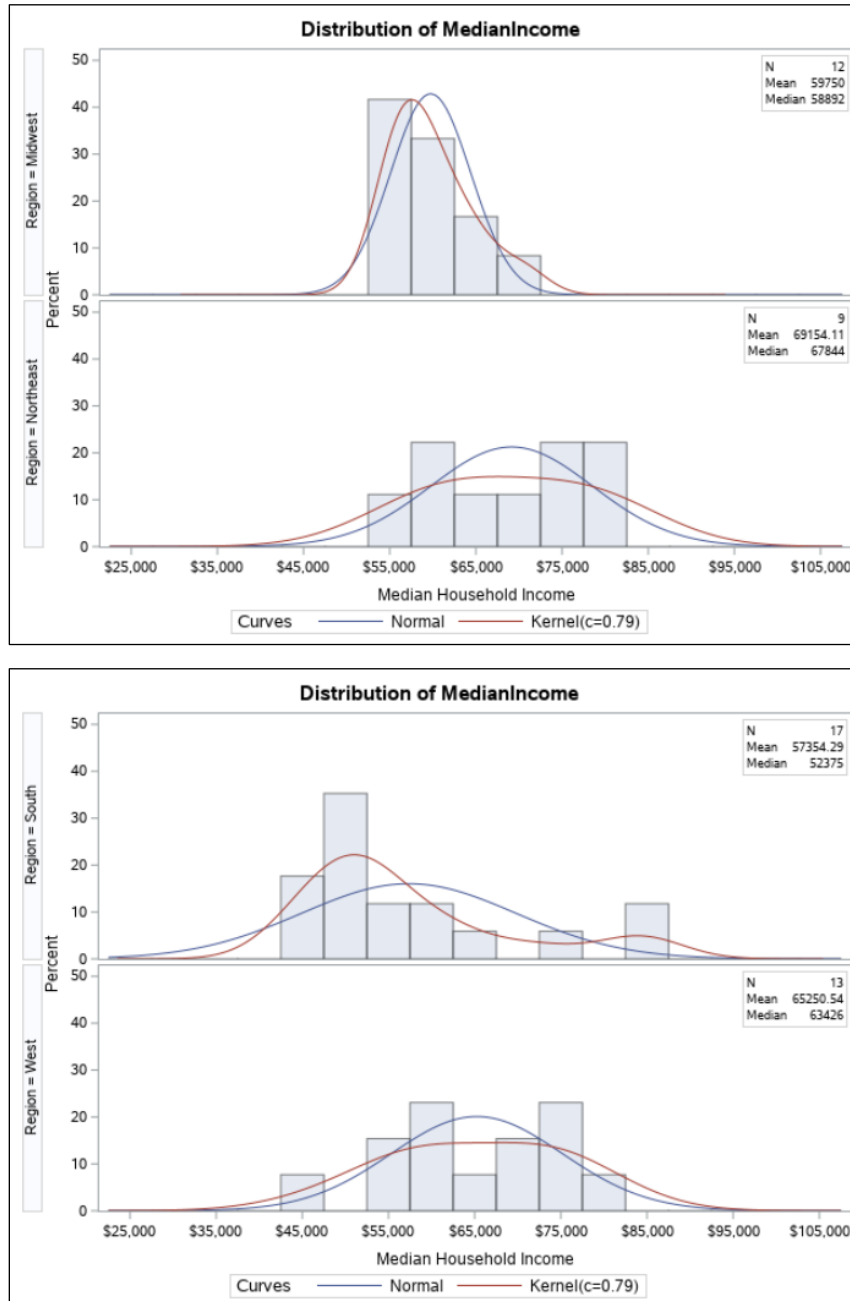 Distribution of MedianIncome
Region = Midwest
50
40
30
20
10
0
N 12
Mean 59750
Median 58892
Percent
Region = Northeast
50
40
30
20
10
0
N 9
Mean 69154.11
Median 67844
$25,000 $35,000 $45,000 $55,000 $65,000 $75,000 $85,000 $95,000 $105,000
Median Household Income
Curves Normal Kernel(c=0.79)
Distribution of MedianIncome
Region = South
50
40
30
20
10
0
N 17
Mean 57354.29
Median 52375
Percent
Region = West
50
40
30
20
10
0
N 13
Mean 65250.54
Median 63426
$25,000 $35,000 $45,000 $55,000 $65,000 $75,000 $85,000 $95,000 $105,000
Median Household Income
Curves Normal Kernel(c=0.79)